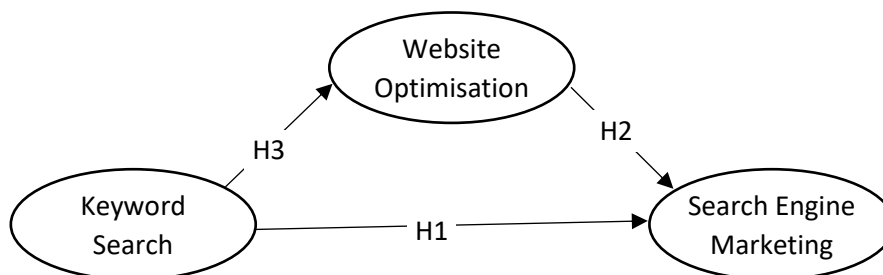 Website
Optimisation
H3
H2
Keyword
Search
H1
Search Engine
Marketing